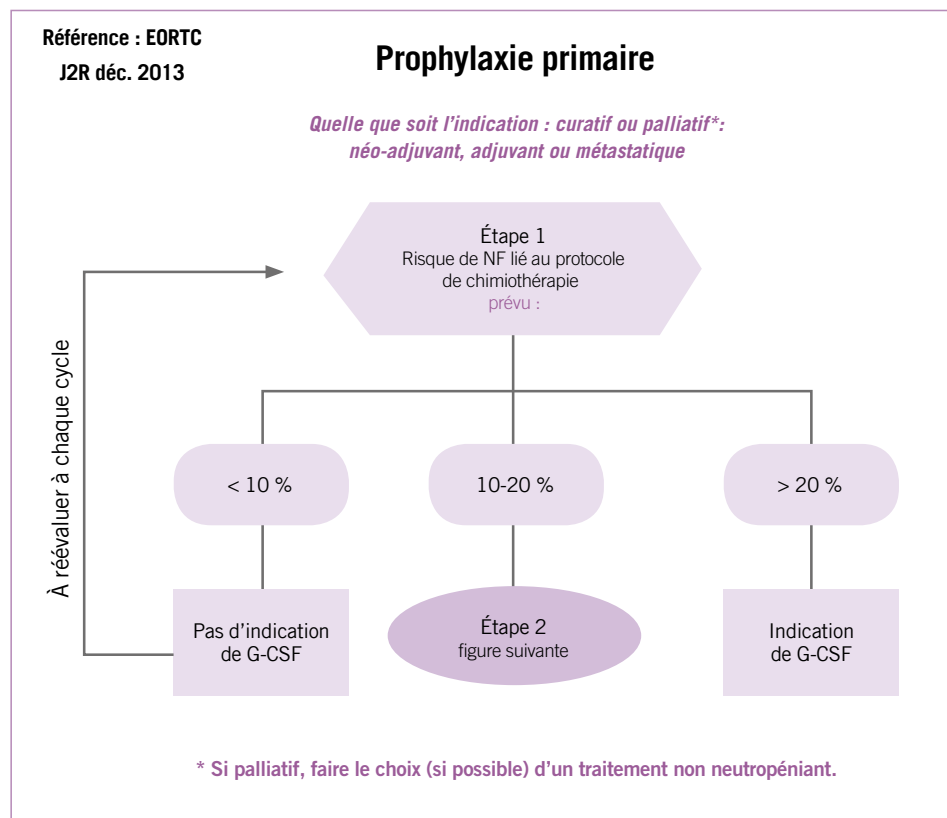 Référence : EORTC
J2R déc. 2013
Prophylaxie primaire
Quelle que soit l'indication : curatif ou palliatif*:
néo-adjuvant, adjuvant ou métastatique
Étape 1
Risque de NF lié au protocole
de chimiothérapie
prévu :
À réévaluer à chaque cycle
< 10 %
10-20 %
> 20 %
Pas d'indication
de G-CSF
Étape 2
figure suivante
Indication
de G-CSF
* Si palliatif, faire le choix (si possible) d'un traitement non neutropéniant.